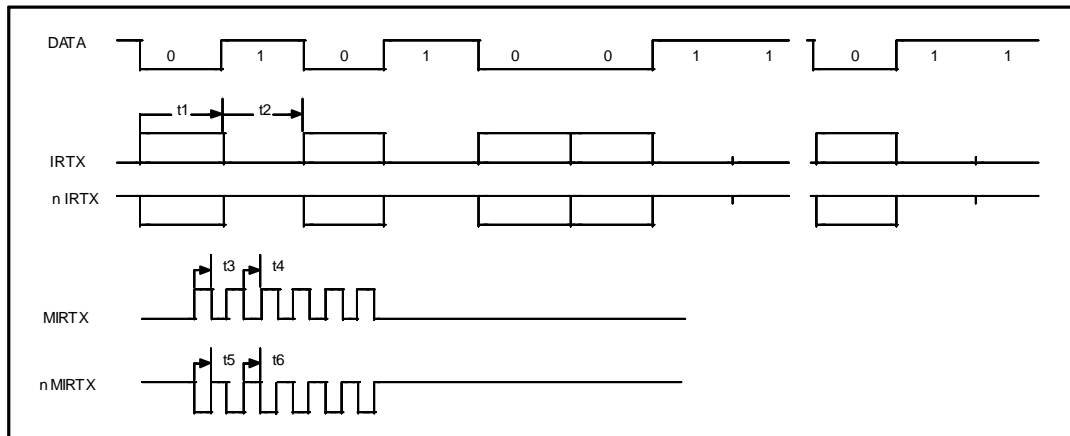 DATA 0 1 0 1 0 0 1 1 0 1 1
t1 t2
IRTX
n IRTX
t3 t4
MIRTX
t5 t6
n MIRTX